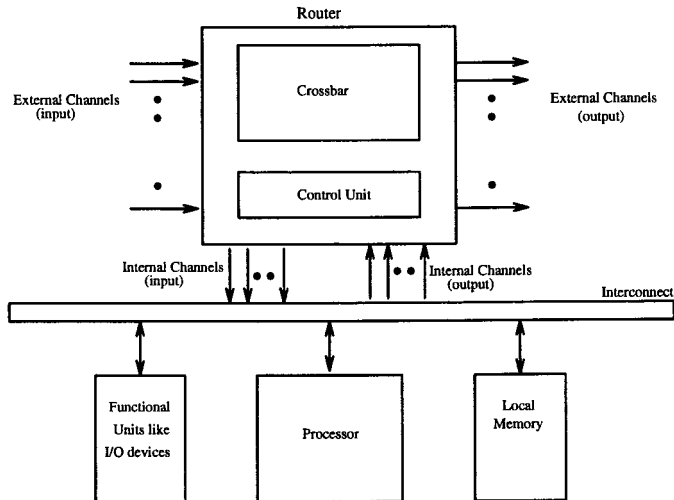 Router
Crossbar
External Channels
(input)
External Channels
(output)
Control Unit
Internal Channels
(input)
Internal Channels
(output)
Interconnect
Functional
Units like
I/O devices
Processor
Local
Memory